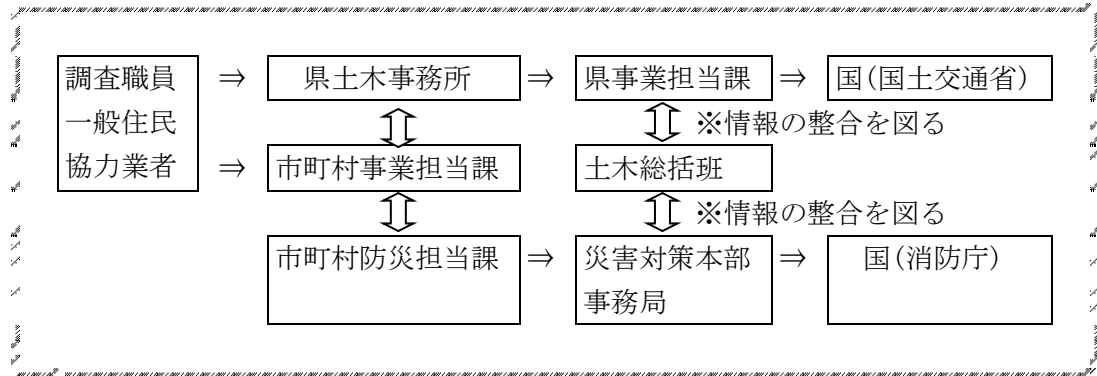 調査職員 ⇒ 県土木事務所 ⇒ 県事業担当課 ⇒ 国(国土交通省)
一般住民 ⇕ ⇕ ※情報の整合を図る
協力業者 ⇒ 市町村事業担当課 土木総括班
⇕ ⇕ ※情報の整合を図る
市町村防災担当課 ⇒ 災害対策本部 ⇒ 国(消防庁)
事務局